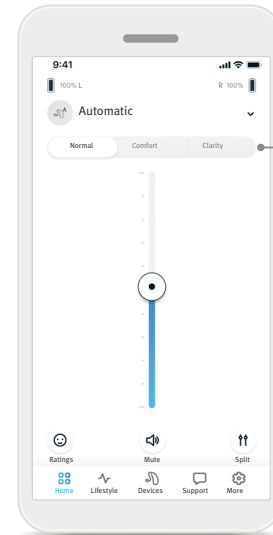 9:41
100% L R 100%
Automatic
Normal Comfort Clarity
Ratings Mute Split
Home Lifestyle Devices Support More